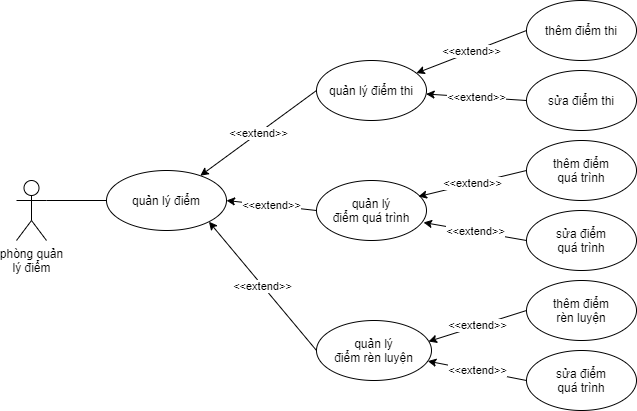 thêm điểm thi
<<extend>>
quản lý điểm thi
<<extend>>
sửa điểm thi
<<extend>>
thêm điểm
quá trình
<<extend>>
quản lý điểm
<<extend>>
quản lý
điểm quá trình
<<extend>>
sửa điểm
quá trình
phòng quản
lý điểm
<<extend>>
thêm điểm
rèn luyện
<<extend>>
quản lý
điểm rèn luyện
<<extend>>
sửa điểm
quá trình